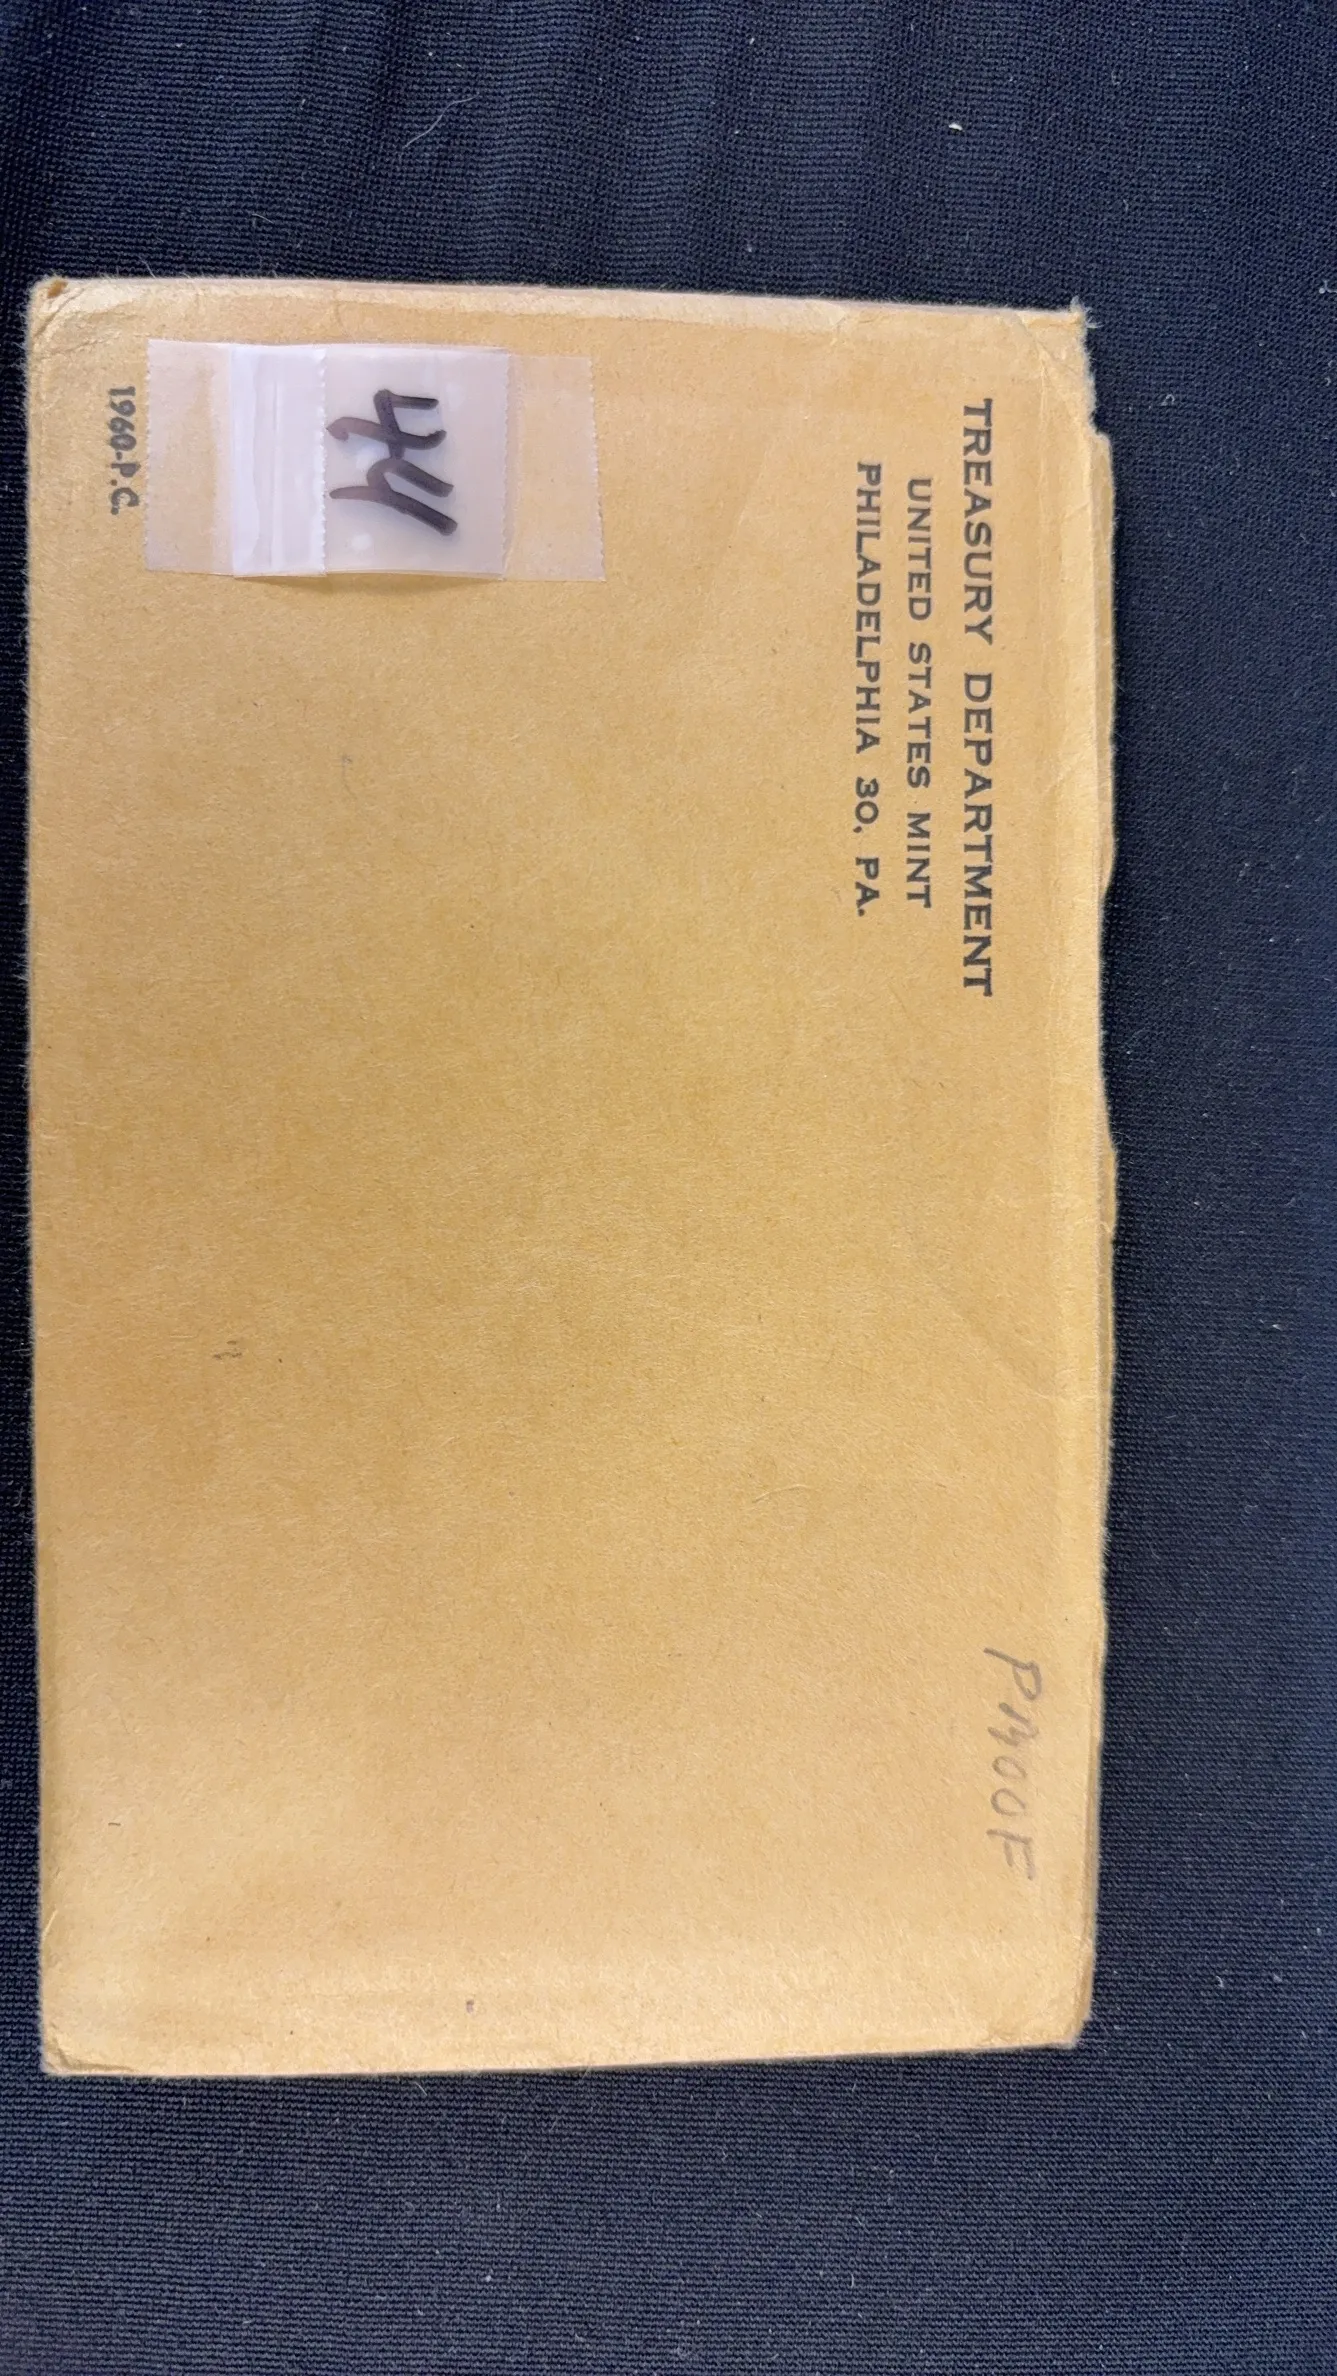 TREASURY DEPARTMENT
UNITED STATES MINT
PHILADELPHIA 30, PA.
PROOF
44
1960-P.C.